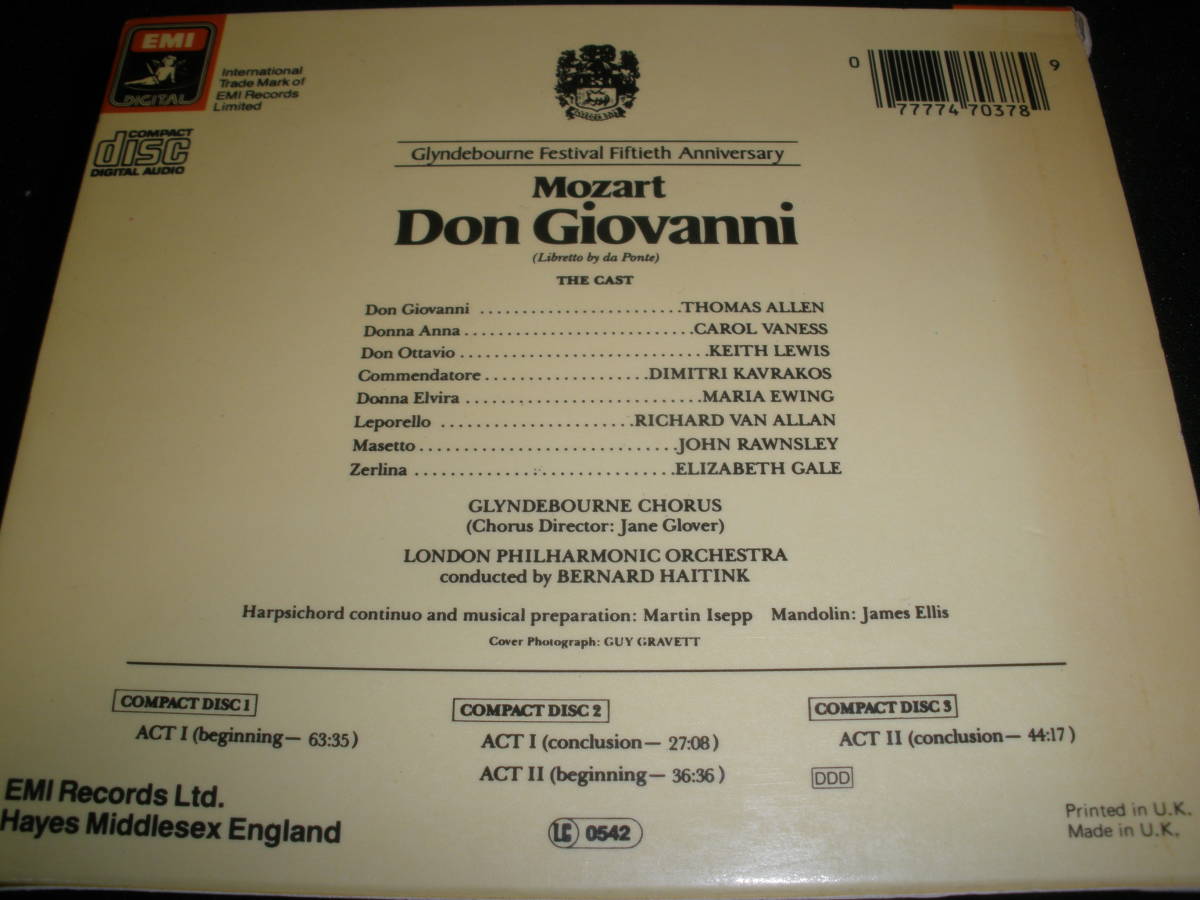 EMI
DIGITAL
International
Trade Mark of
EMI Records
Limited
COMPACT
disc
DIGITAL AUDIO
0 77774 70378 9
Glyndebourne Festival Fiftieth Anniversary
Mozart
Don Giovanni
(Libretto by da Ponte)
THE CAST
Don Giovanni ........................THOMAS ALLEN
Donna Anna...........................CAROL VANESS
Don Ottavio.............................KEITH LEWIS
Commendatore...................DIMITRI KAVRAKOS
Donna Elvira ...........................MARIA EWING
Leporello ......................RICHARD VAN ALLAN
Masetto..............................JOHN RAWNSLEY
Zerlina ..............................ELIZABETH GALE
GLYNDEBOURNE CHORUS
(Chorus Director: Jane Glover)
LONDON PHILHARMONIC ORCHESTRA
conducted by BERNARD HAITINK
Harpsichord continuo and musical preparation: Martin Isepp Mandolin: James Ellis
Cover Photograph: GUY GRAVETT
COMPACT DISC 1
ACT I (beginning— 63:35)
COMPACT DISC 2
ACT I (conclusion— 27:08)
ACT II (beginning— 36:36)
COMPACT DISC 3
ACT II (conclusion— 44:17)
DDD
EMI Records Ltd.
Hayes Middlesex England
LC 0542
Printed in U.K.
Made in U.K.